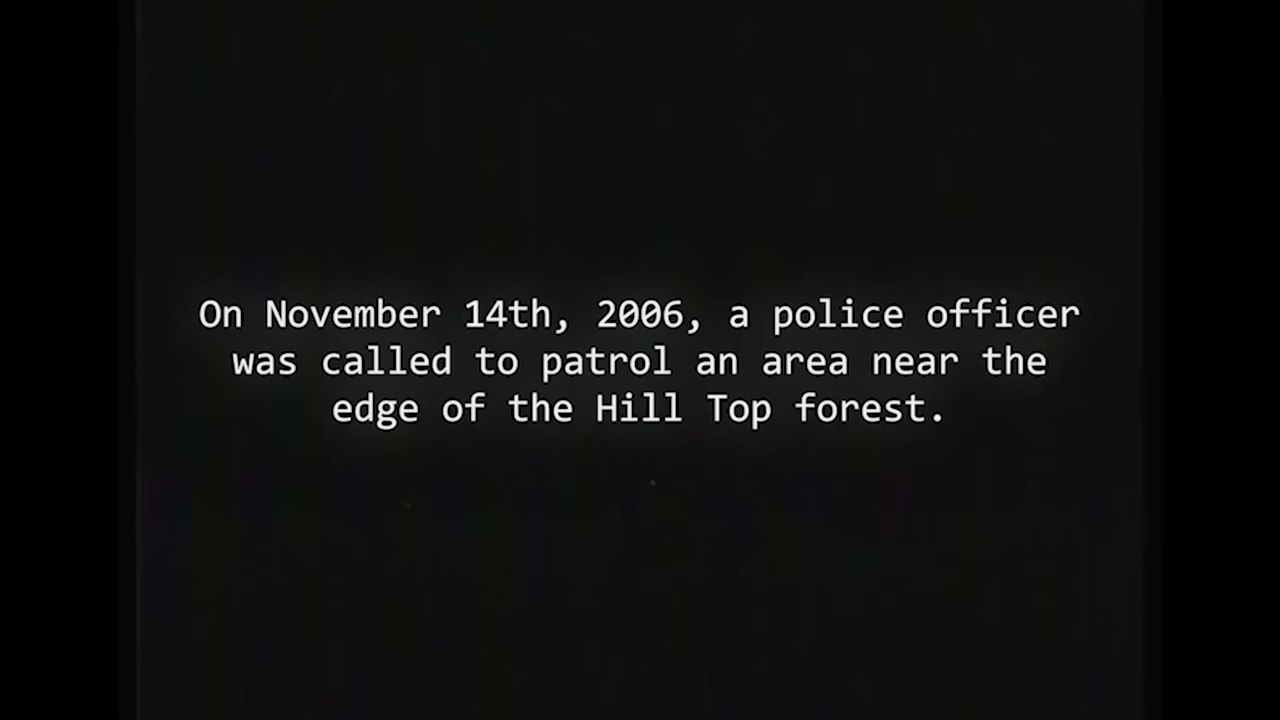 On November 14th, 2006, a police officer
was called to patrol an area near the
edge of the Hill Top forest.